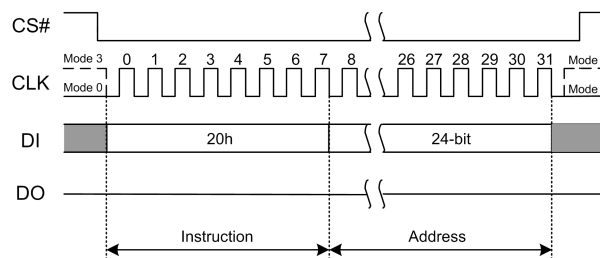 CS#
Mode 3 0 1 2 3 4 5 6 7 8 26 27 28 29 30 31 Mode
CLK
Mode 0 Mode
DI 20h 24-bit
DO
Instruction Address